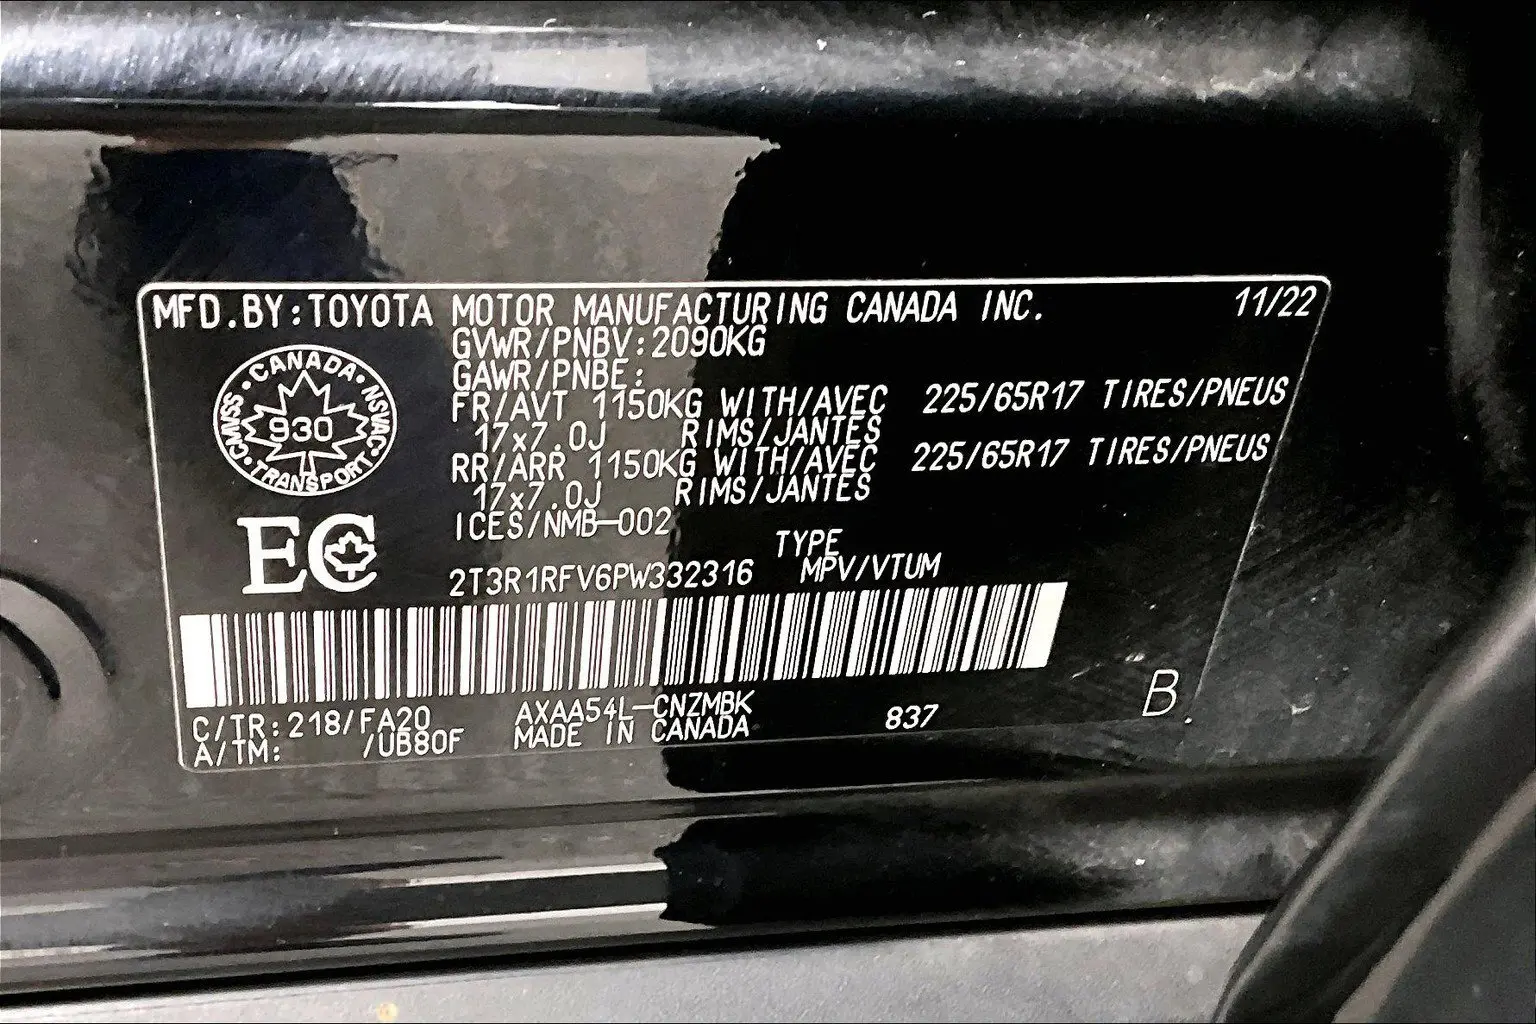 MFD.BY:TOYOTA MOTOR MANUFACTURING CANADA INC. 11/22
GVWR/PNBV:2090KG
GAWR/PNBE:
FR/AVT 1150KG WITH/AVEC 225/65R17 TIRES/PNEUS
17x7.0J RIMS/JANTES
RR/ARR 1150KG WITH/AVEC 225/65R17 TIRES/PNEUS
17x7.0J RIMS/JANTES
ICES/NMB-002
•CANADA•
CMVSS 930 NSVAC
•TRANSPORT•
EC
TYPE
2T3R1RFV6PW332316 MPV/VTUM
C/TR:218/FA20 AXAA54L-CNZMBK 837 B.
A/TM: /UB80F MADE IN CANADA